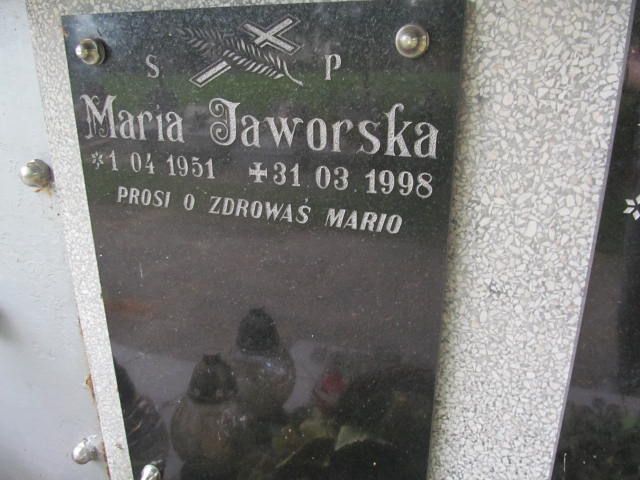 S P
Maria Jaworska
*1 04 1951 +31 03 1998
PROSI O ZDROWAŚ MARIO